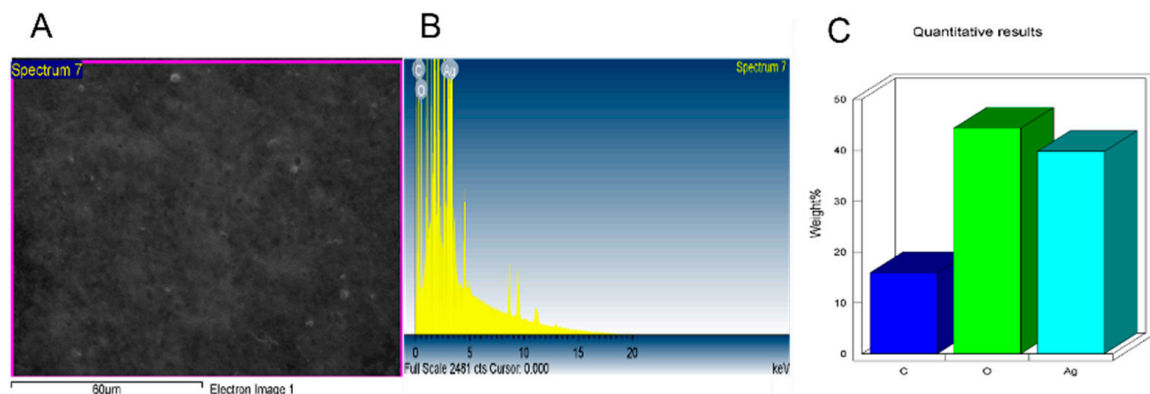 A
Spectrum 7
60µm
Electron Image 1
B
C
O
Ag
Spectrum 7
0 5 10 15 20
Full Scale 2481 cts Cursor: 0.000
keV
C
Quantitative results
50
40
30
20
10
0
Weight%
C O Ag